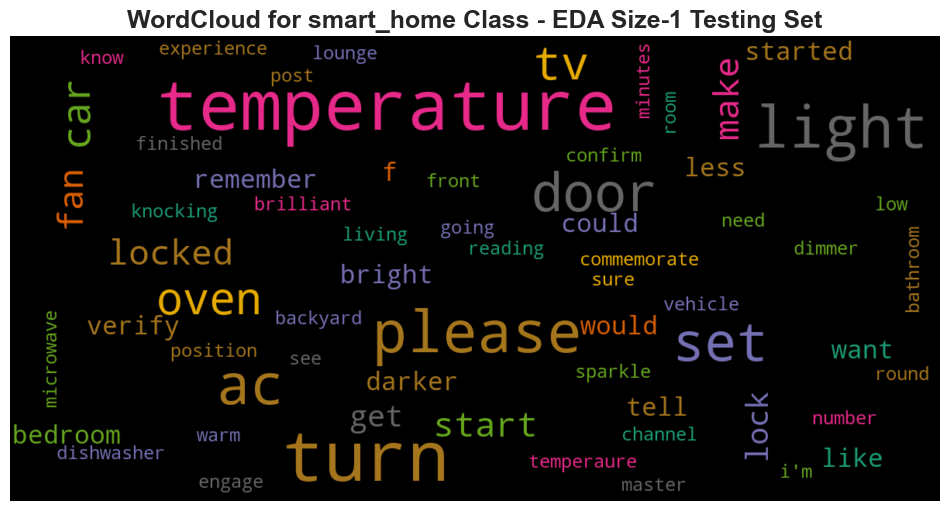 WordCloud for smart_home Class - EDA Size-1 Testing Set
know
experience
lounge
post
tv
minutes
room
make
started
car
temperature
light
finished
confirm
less
fan
remember
f
front
door
knocking
brilliant
could
need
low
living
going
reading
dimmer
locked
commemorate
sure
bathroom
bright
oven
backyard
vehicle
verify
please
would
set
want
microwave
position
see
sparkle
round
ac
darker
get
start
tell
lock
number
bedroom
warm
channel
dishwasher
turn
temperaure
like
i'm
engage
master